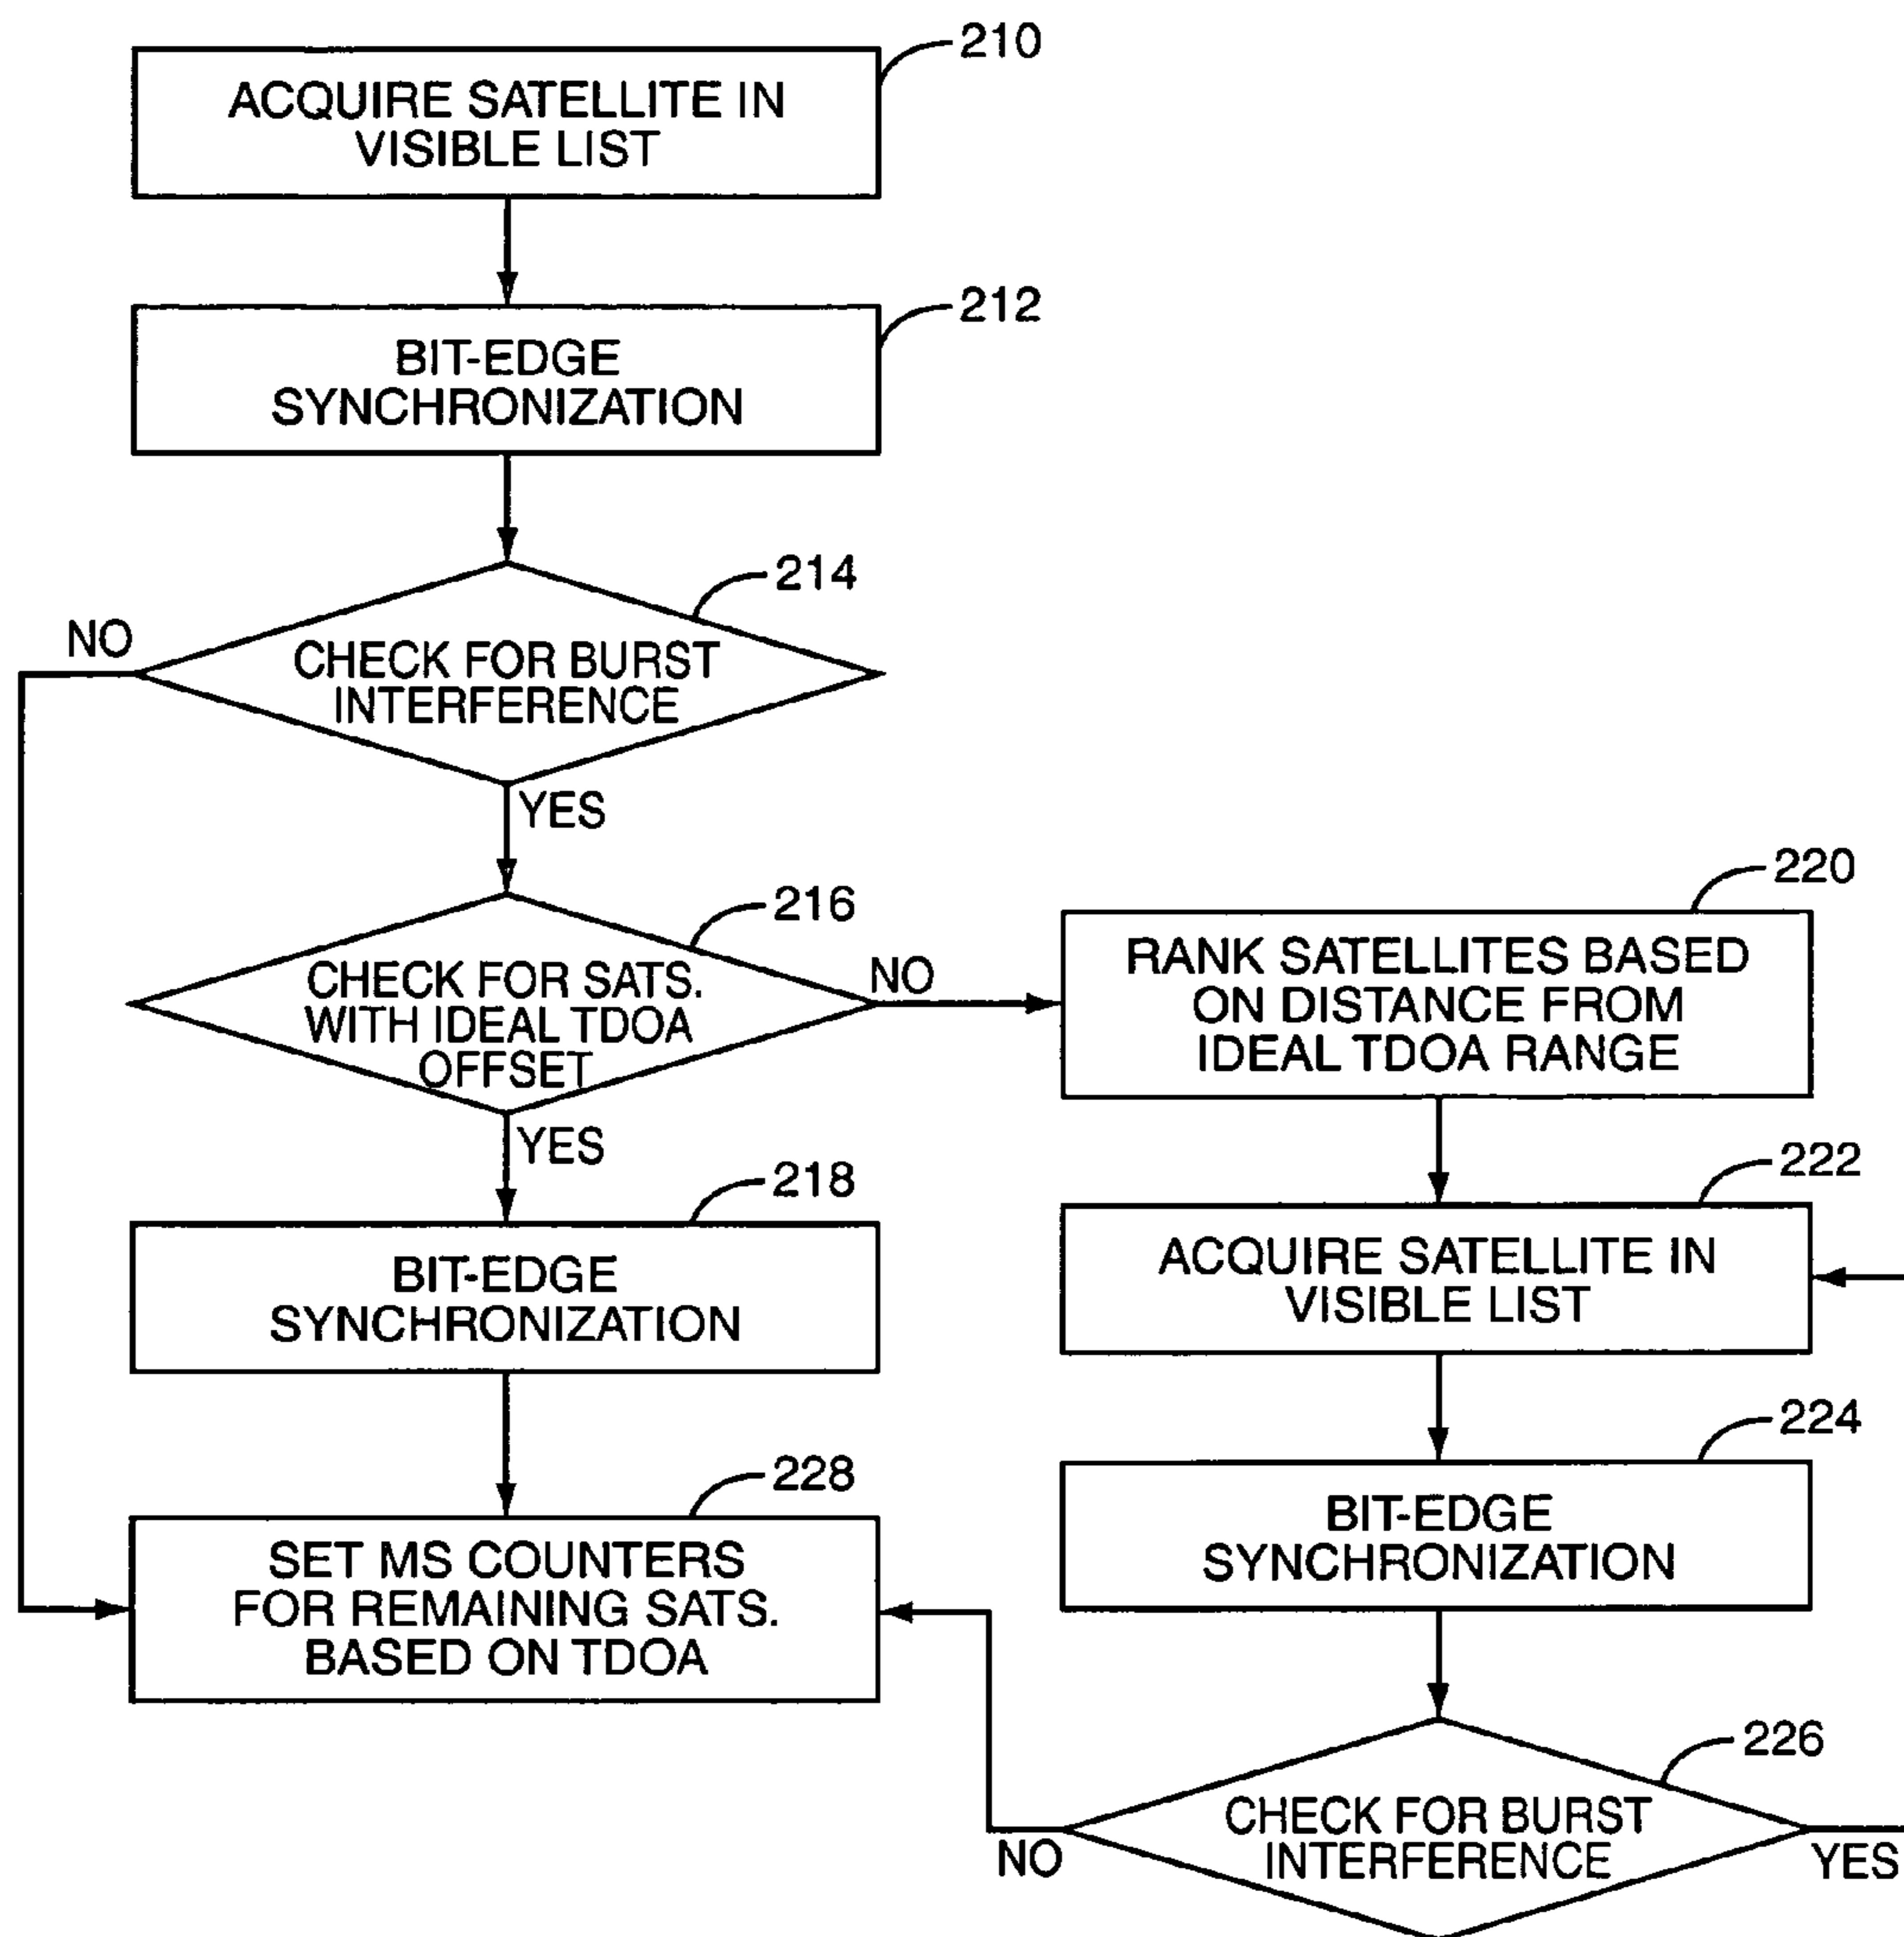 210
ACQUIRE SATELLITE IN
VISIBLE LIST
212
BIT-EDGE
SYNCHRONIZATION
214
NO
CHECK FOR BURST
INTERFERENCE
YES
216
CHECK FOR SATS.
WITH IDEAL TDOA
OFFSET
NO
YES
218
BIT-EDGE
SYNCHRONIZATION
228
SET MS COUNTERS
FOR REMAINING SATS.
BASED ON TDOA
220
RANK SATELLITES BASED
ON DISTANCE FROM
IDEAL TDOA RANGE
222
ACQUIRE SATELLITE IN
VISIBLE LIST
224
BIT-EDGE
SYNCHRONIZATION
226
CHECK FOR BURST
INTERFERENCE
NO
YES